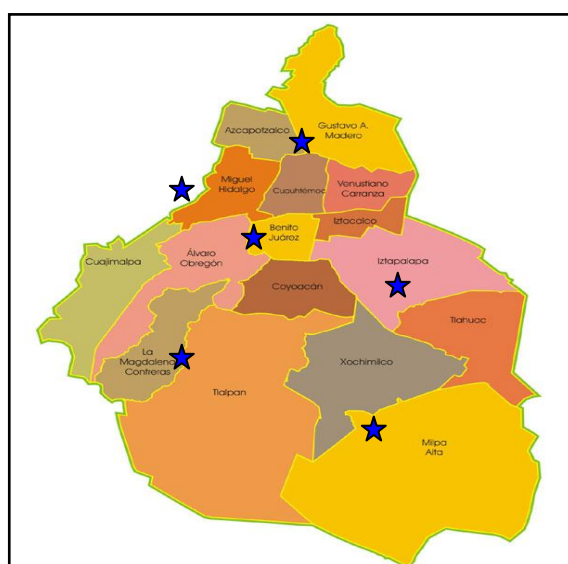 Gustavo A.
Madero
Azcapotzalco
Miguel
Hidalgo
Cuauhtémoc
Venustiano
Carranza
Iztacalco
Benito
Juárez
Álvaro
Obregón
Cuajimalpa
Iztapalapa
Coyoacán
Tlahuac
La
Magdalena
Contreras
Xochimilco
Tlalpan
Milpa
Alta